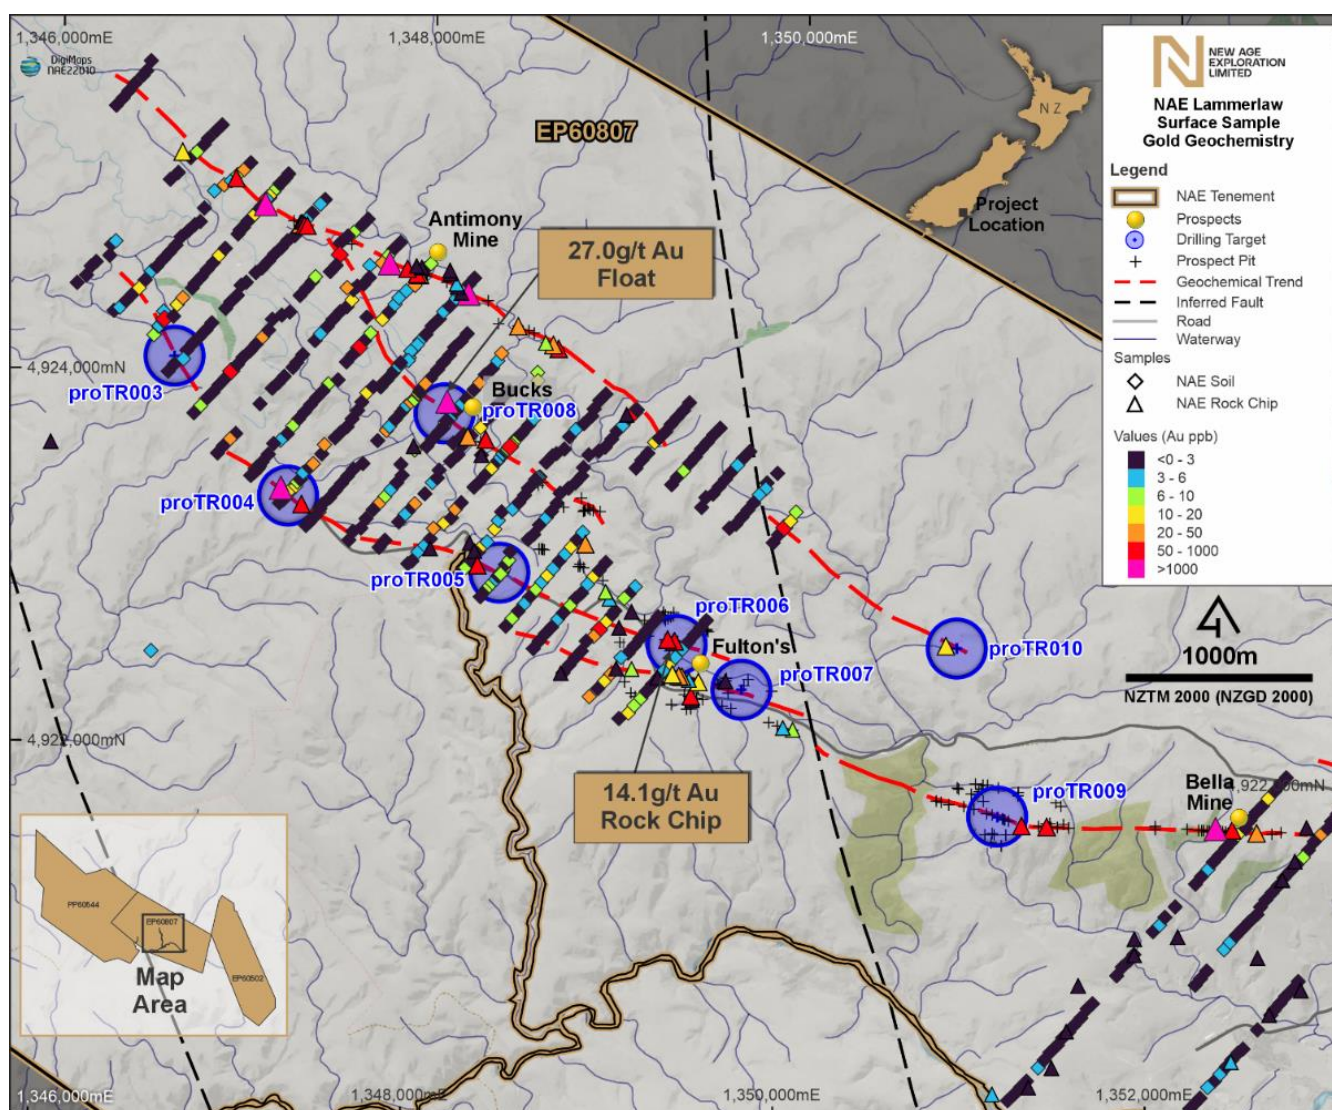 1,346,000mE
1,348,000mE
1,350,000mE
DigiMaps
NAE22010
EP60807
N Z
Project
Location
NEW AGE
EXPLORATION
LIMITED
NAE Lammerlaw
Surface Sample
Gold Geochemistry
Legend
NAE Tenement
Prospects
Drilling Target
Prospect Pit
Geochemical Trend
Inferred Fault
Road
Waterway
Samples
NAE Soil
NAE Rock Chip
Values (Au ppb)
<0 - 3
3 - 6
6 - 10
10 - 20
20 - 50
50 - 1000
>1000
Antimony
Mine
27.0g/t Au
Float
4,924,000mN
proTR003
Bucks
proTR008
proTR004
proTR005
proTR006
Fulton's
proTR007
proTR010
1000m
NZTM 2000 (NZGD 2000)
4,922,000mN
14.1g/t Au
Rock Chip
proTR009
Bella
Mine
PP60544
EP60807
EP60502
Map
Area
1,346,000mE
1,348,000mE
1,350,000mE
1,352,000mE